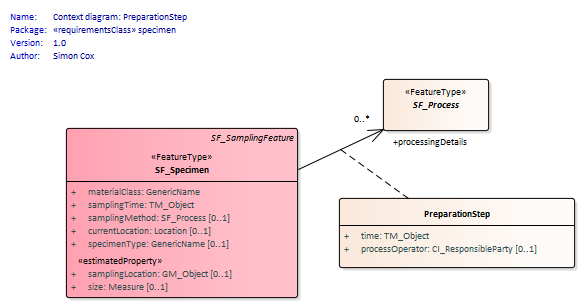 Name: Context diagram: PreparationStep
Package: «requirementsClass» specimen
Version: 1.0
Author: Simon Cox
«FeatureType»
SF_Process
0..*
+processingDetails
SF_SamplingFeature
«FeatureType»
SF_Specimen
+ materialClass: GenericName
+ samplingTime: TM_Object
+ samplingMethod: SF_Process [0..1]
+ currentLocation: Location [0..1]
+ specimenType: GenericName [0..1]
«estimatedProperty»
+ samplingLocation: GM_Object [0..1]
+ size: Measure [0..1]
PreparationStep
+ time: TM_Object
+ processOperator: CI_ResponsibleParty [0..1]